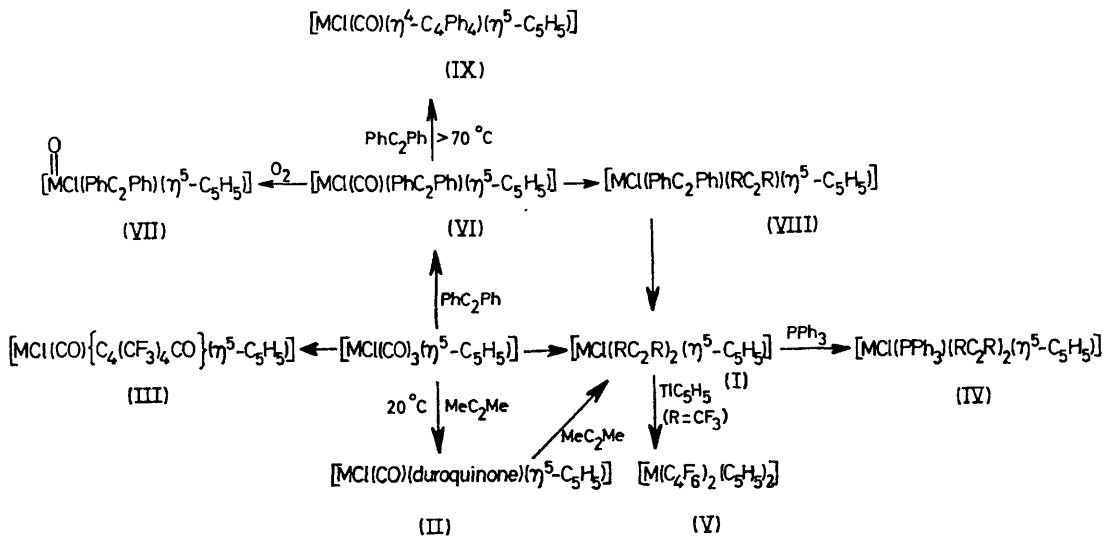 [MCl(CO)(η⁴-C₄Ph₄)(η⁵-C₅H₅)]
(IX)
PhC₂Ph >70 °C
O
[MCl(PhC₂Ph)(η⁵-C₅H₅)] O₂ [MCl(CO)(PhC₂Ph)(η⁵-C₅H₅)] [MCl(PhC₂Ph)(RC₂R)(η⁵-C₅H₅)]
(VII) (VI) (VIII)
PhC₂Ph
[MCl(CO){C₄(CF₃)₄CO}(η⁵-C₅H₅)] [MCl(CO)₃(η⁵-C₅H₅)] [MCl(RC₂R)₂(η⁵-C₅H₅)] PPh₃ [MCl(PPh₃)(RC₂R)₂(η⁵-C₅H₅)]
(III) (I) (IV)
20 °C MeC₂Me MeC₂Me TlC₅H₅
(R=CF₃)
[MCl(CO)(duroquinone)(η⁵-C₅H₅)] [M(C₄F₆)₂(C₅H₅)₂]
(II) (V)